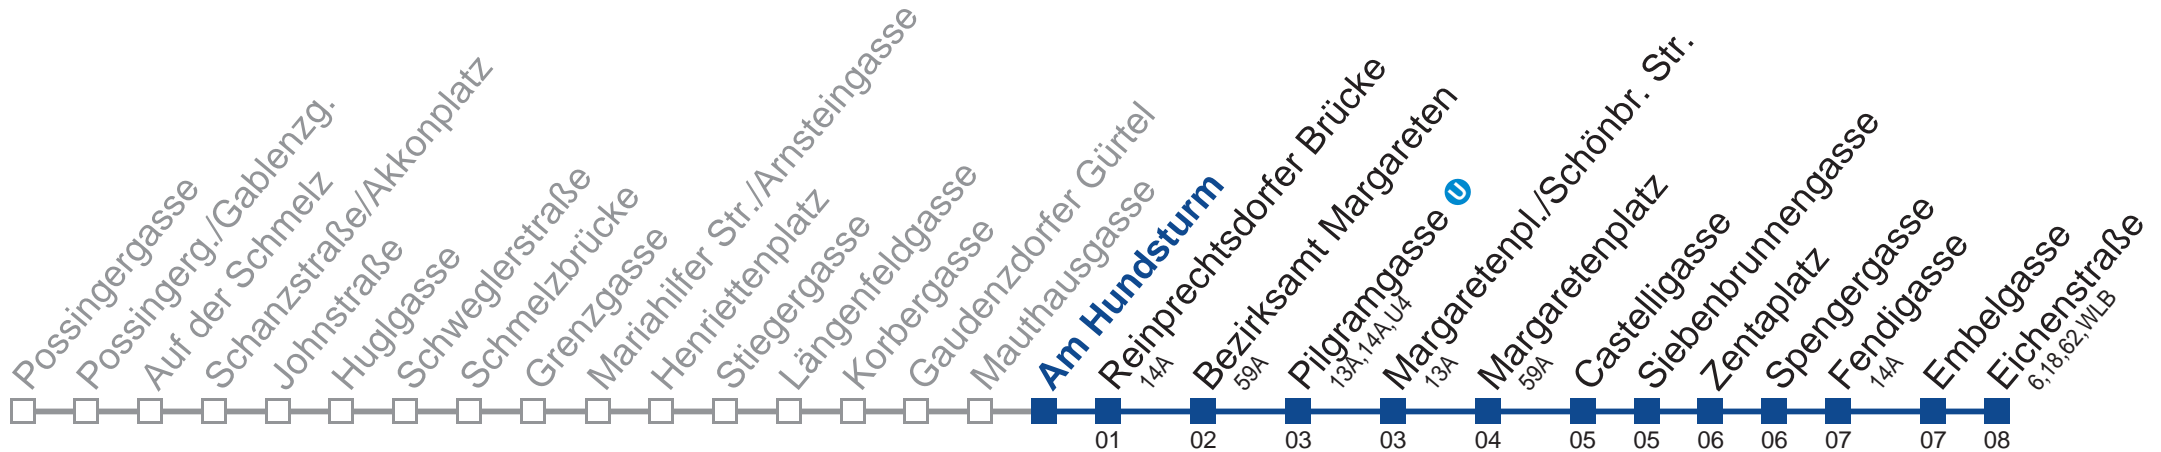 Possingergasse
Possingerg./Gablenzg.
Auf der Schmelz
Schanzstraße/Akkonplatz
Johnstraße
Huglgasse
Schweglerstraße
Schmelzbrücke
Grenzgasse
Mariahilfer Str./Arnsteingasse
Henriettenplatz
Stiegergasse
Längenfeldgasse
Korbergasse
Gaudenzdorfer Gürtel
Mauthausgasse
Am Hundsturm
Reinprechtsdorfer Brücke
14A
Bezirksamt Margareten
59A
Pilgramgasse U
13A, 14A, U4
Margaretenpl./Schönbr. Str.
13A
Margaretenplatz
59A
Castelligasse
Siebenbrunnengasse
Zentaplatz
Spengergasse
Fendigasse
14A
Embelgasse
Eichenstraße
6, 18, 62, WLB
01 02 03 03 04 05 05 06 06 07 07 08